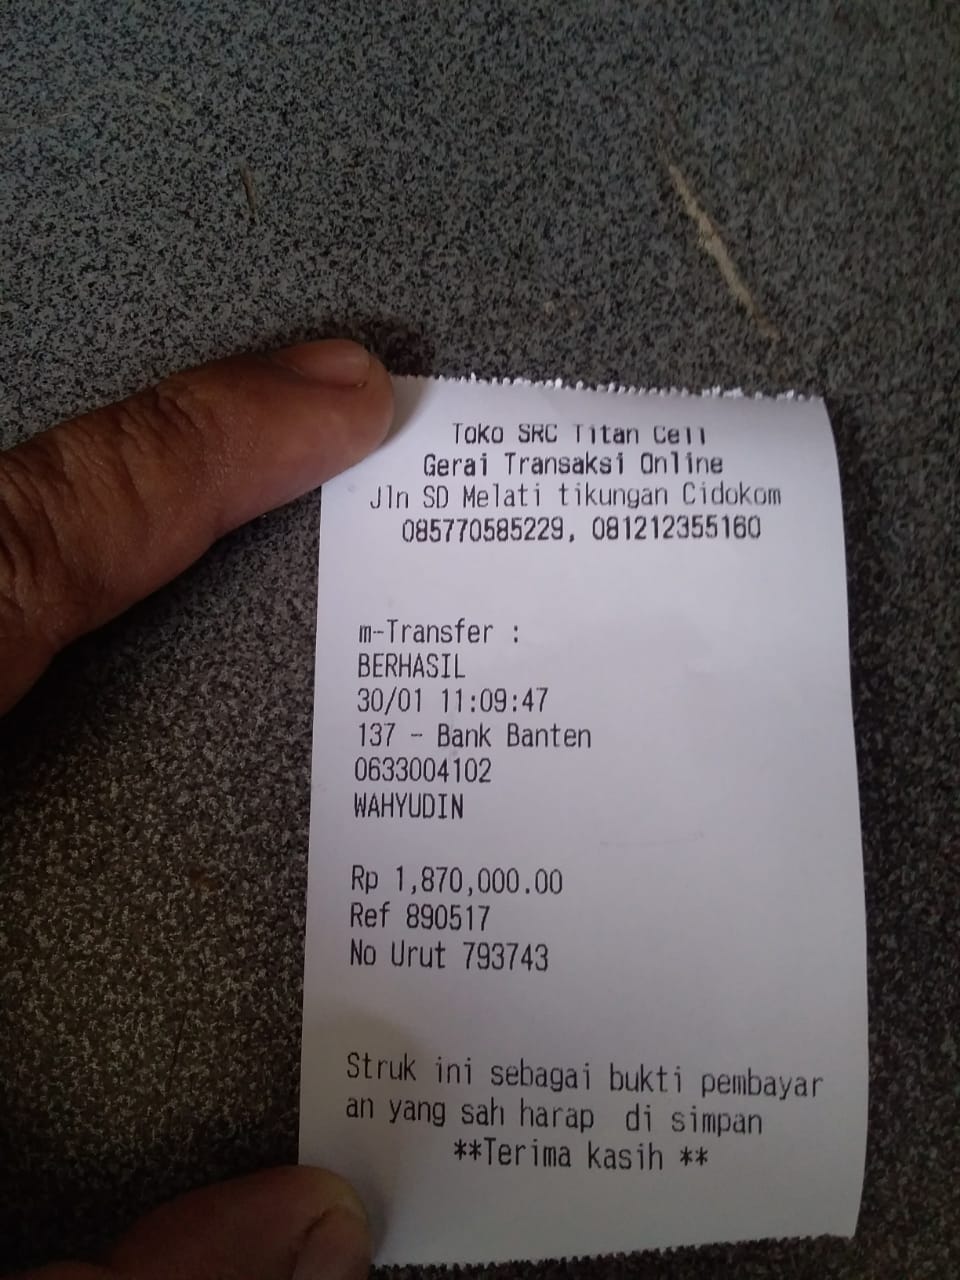 Toko SRC Titan Cell
Gerai Transaksi Online
Jln SD Melati tikungan Cidokom
085770585229, 081212355160
m-Transfer :
BERHASIL
30/01 11:09:47
137 - Bank Banten
0633004102
WAHYUDIN
Rp 1,870,000.00
Ref 890517
No Urut 793743
Struk ini sebagai bukti pembayar
an yang sah harap di simpan
**Terima kasih **